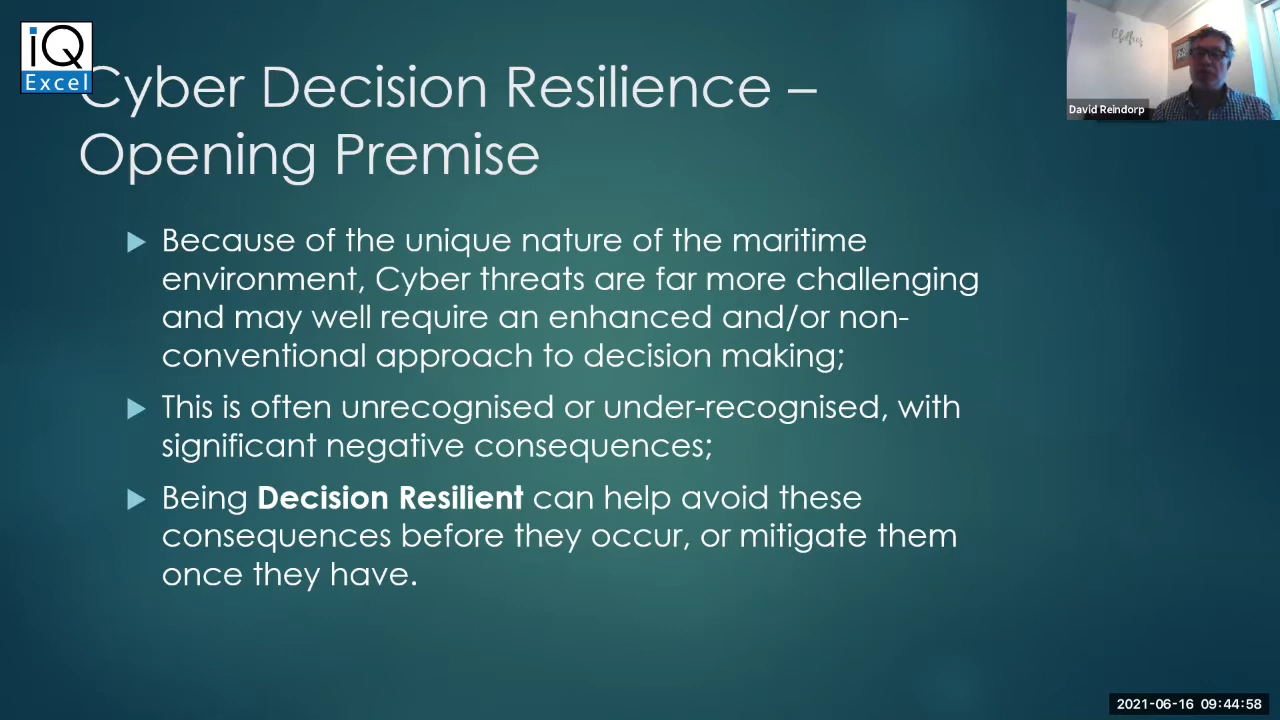 iQ
Excel
Cyber Decision Resilience –
Opening Premise
Because of the unique nature of the maritime
environment, Cyber threats are far more challenging
and may well require an enhanced and/or non-
conventional approach to decision making;
This is often unrecognised or under-recognised, with
significant negative consequences;
Being Decision Resilient can help avoid these
consequences before they occur, or mitigate them
once they have.
David Reindorp
2021-06-16 09:44:58